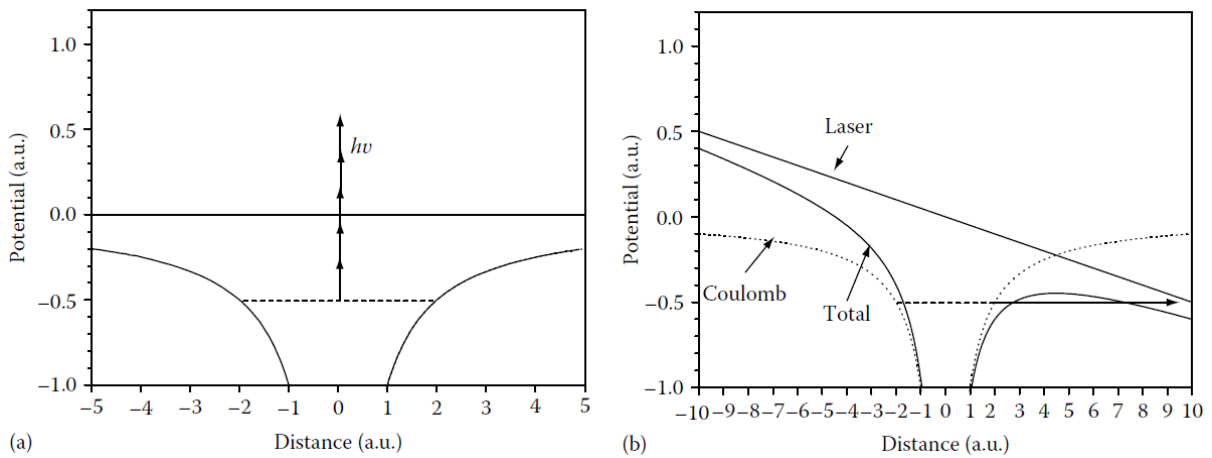 1.0
0.5
0.0
−0.5
−1.0
Potential (a.u.)
hν
−5 −4 −3 −2 −1 0 1 2 3 4 5
Distance (a.u.)
(a)
1.0
0.5
0.0
−0.5
−1.0
Potential (a.u.)
Laser
Coulomb
Total
−10 −9 −8 −7 −6 −5 −4 −3 −2 −1 0 1 2 3 4 5 6 7 8 9 10
Distance (a.u.)
(b)